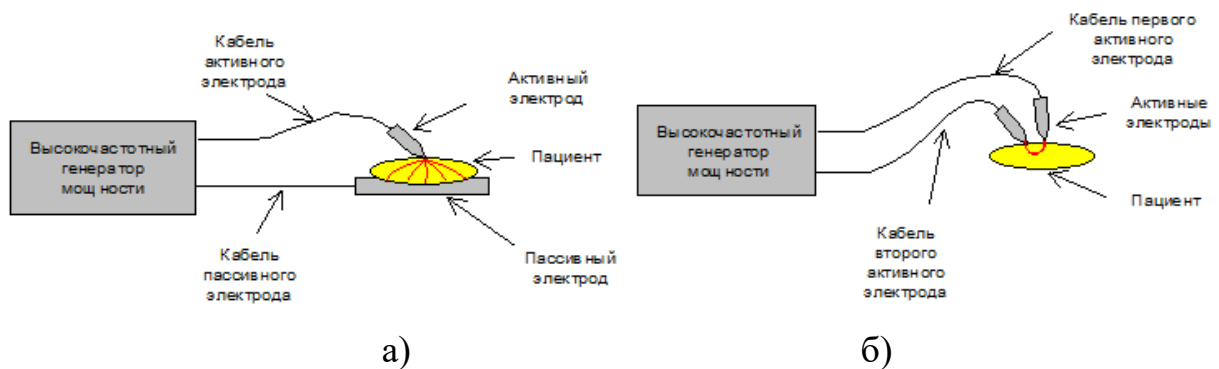 Кабель
активного
электрода
Активный
электрод
Высокочастотный
генератор
мощности
Пациент
Кабель
пассивного
электрода
Пассивный
электрод
а)
Кабель первого
активного
электрода
Высокочастотный
генератор
мощности
Активные
электроды
Пациент
Кабель
второго
активного
электрода
б)